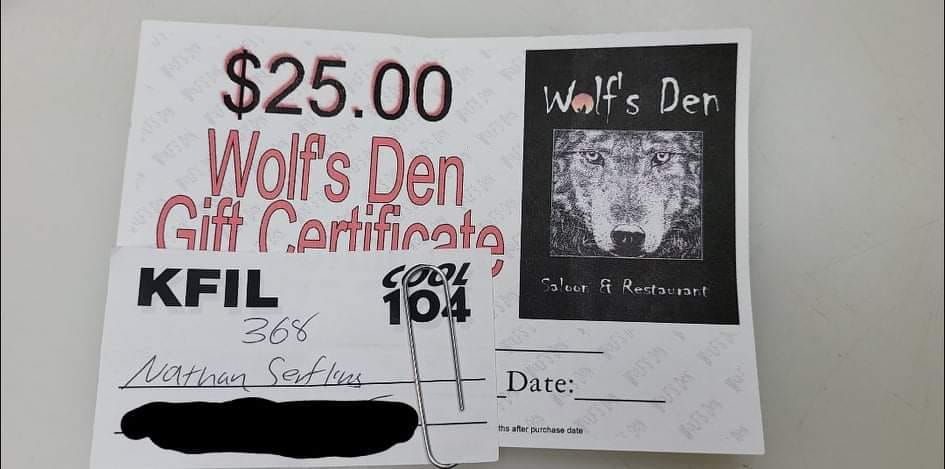 $25.00
Wolf's Den
Gift Certificate
Wolf's Den
Saloon & Restaurant
KFIL
COOL
104
368
Nathan
Date:
ths after purchase date